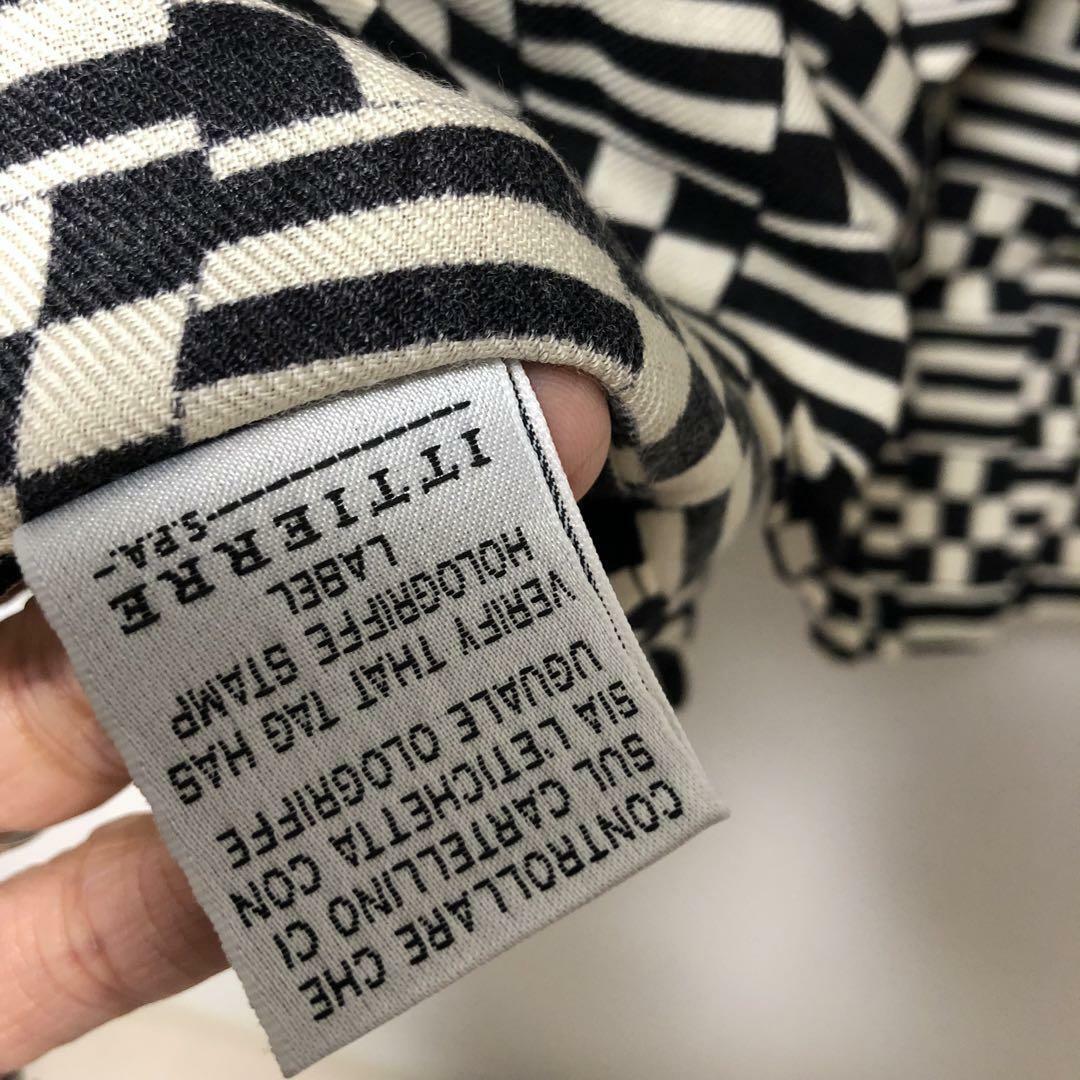 CONTROLLARE CHE
SUL CARTELLINO CI
SIA L'ETICHETTA CON
UGUALE OLOGRIFFE
VERIFY THAT TAG HAS
HOLOGRIFFE STAMP
LABEL
ITTIERRE
S.P.A.